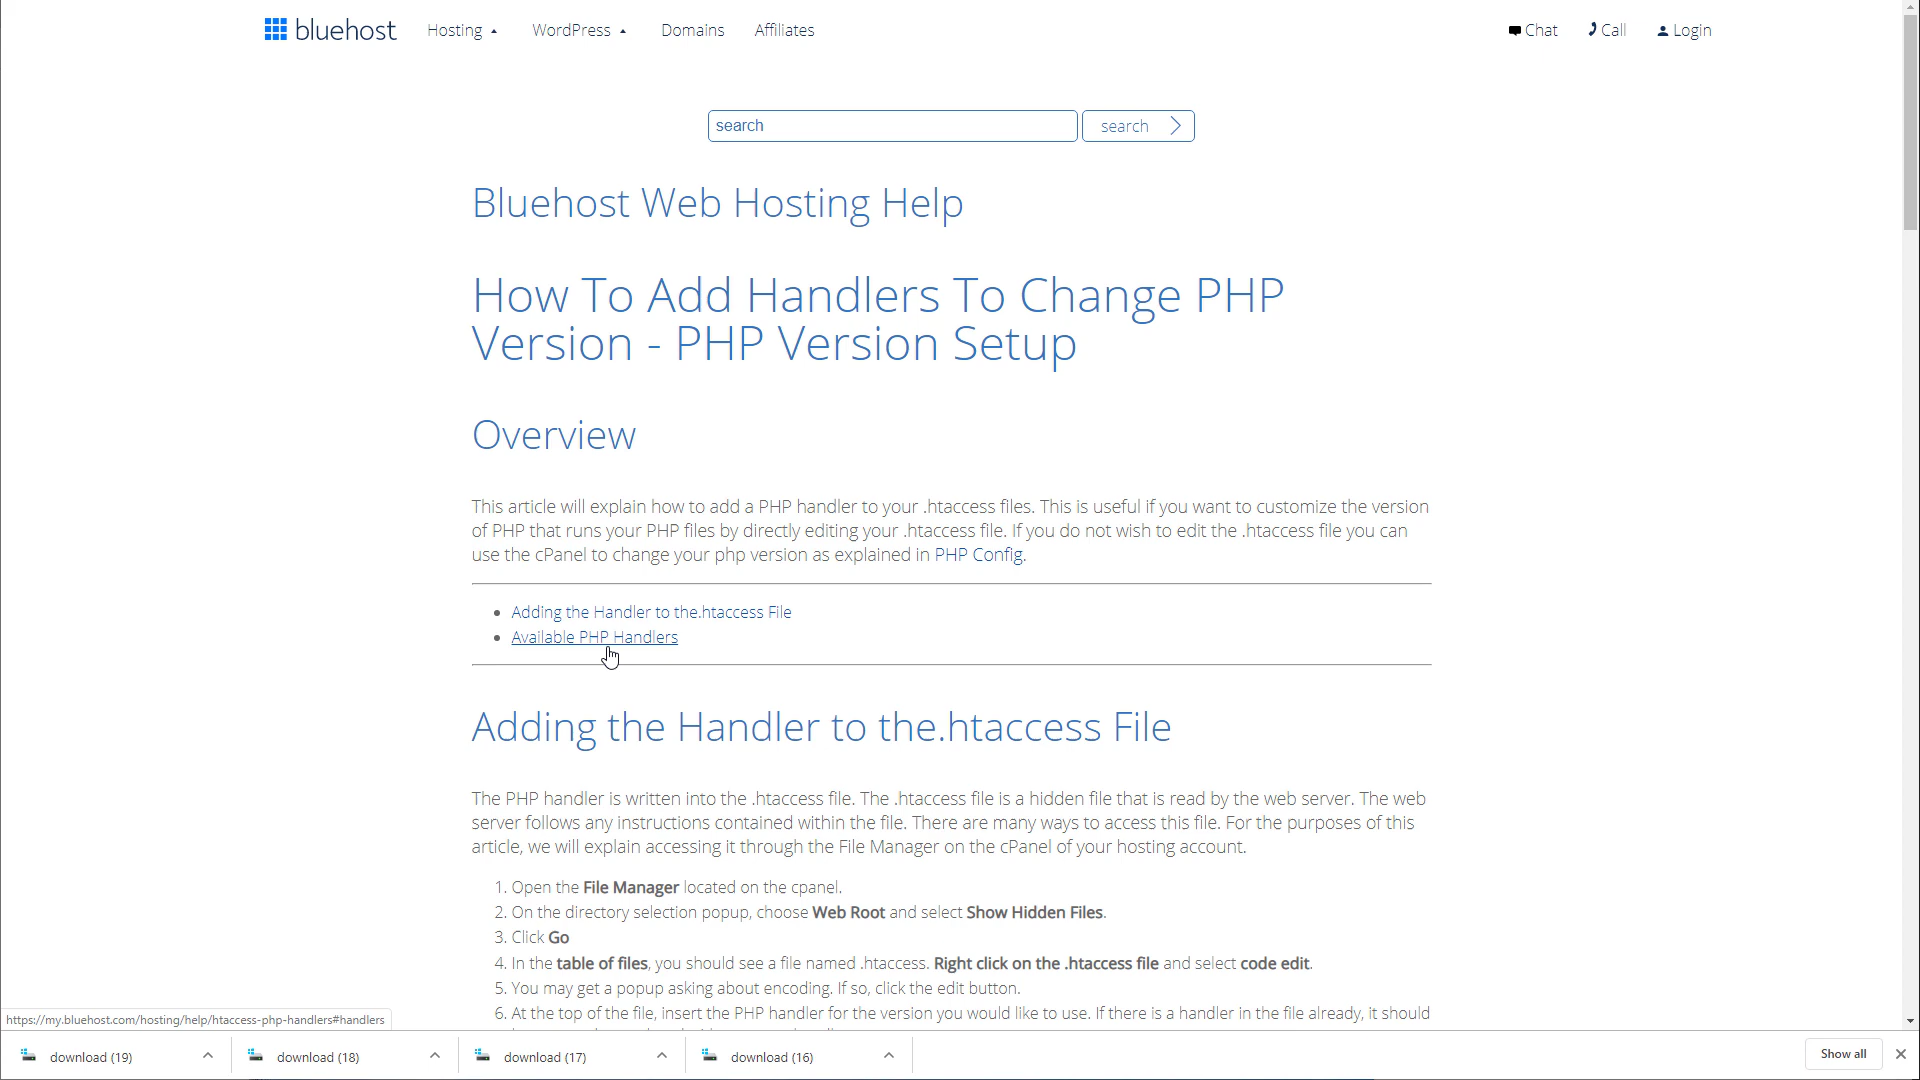 bluehost Hosting WordPress Domains Affiliates Chat Call Login
search search
Bluehost Web Hosting Help
How To Add Handlers To Change PHP
Version - PHP Version Setup
Overview
This article will explain how to add a PHP handler to your .htaccess files. This is useful if you want to customize the version
of PHP that runs your PHP files by directly editing your .htaccess file. If you do not wish to edit the .htaccess file you can
use the cPanel to change your php version as explained in PHP Config.
• Adding the Handler to the.htaccess File
• Available PHP Handlers
Adding the Handler to the.htaccess File
The PHP handler is written into the .htaccess file. The .htaccess file is a hidden file that is read by the web server. The web
server follows any instructions contained within the file. There are many ways to access this file. For the purposes of this
article, we will explain accessing it through the File Manager on the cPanel of your hosting account.
1. Open the File Manager located on the cpanel.
2. On the directory selection popup, choose Web Root and select Show Hidden Files.
3. Click Go
4. In the table of files, you should see a file named .htaccess. Right click on the .htaccess file and select code edit.
5. You may get a popup asking about encoding. If so, click the edit button.
6. At the top of the file, insert the PHP handler for the version you would like to use. If there is a handler in the file already, it should
https://my.bluehost.com/hosting/help/htaccess-php-handlers#handlers
download (19) download (18) download (17) download (16) Show all